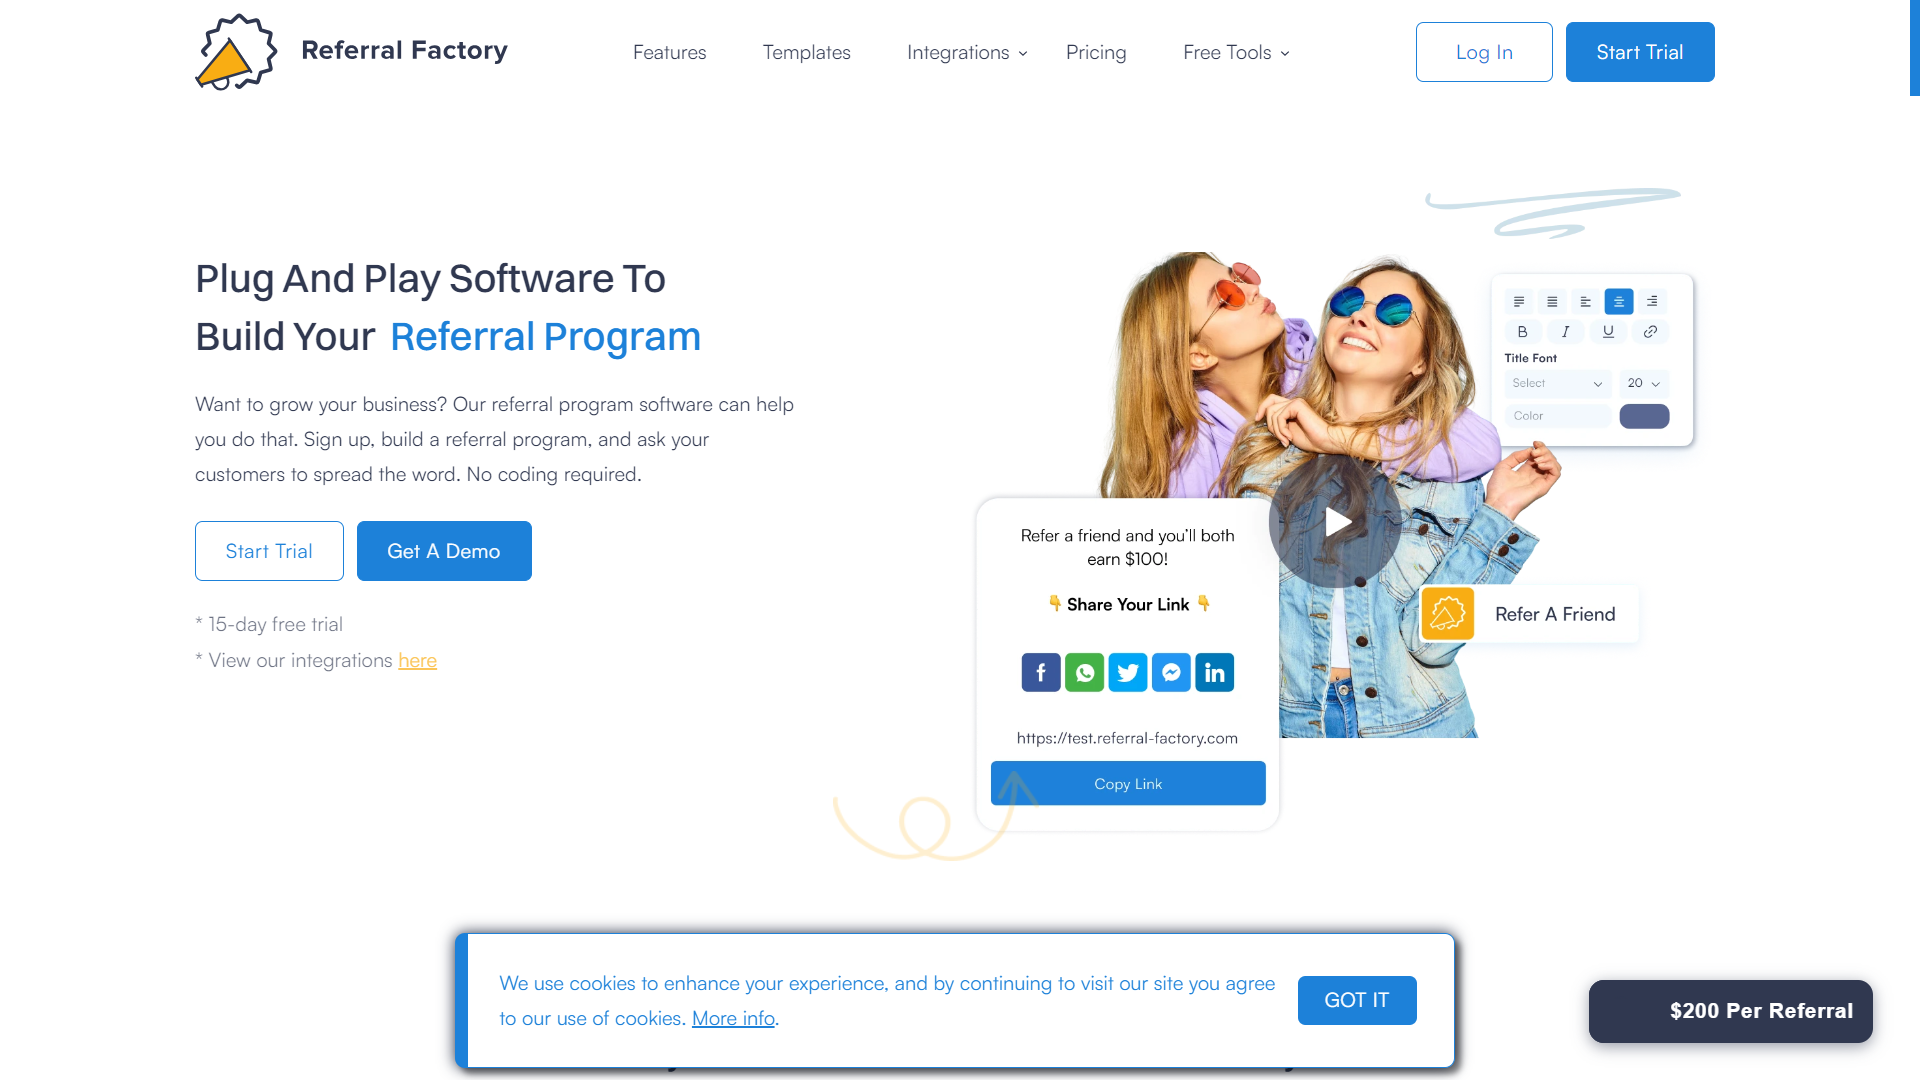 Referral Factory
Features
Templates
Integrations
Pricing
Free Tools
Log In
Start Trial
Plug And Play Software To
Build Your Referral Program
Want to grow your business? Our referral program software can help
you do that. Sign up, build a referral program, and ask your
customers to spread the word. No coding required.
Start Trial
Get A Demo
* 15-day free trial
* View our integrations here
B I U
Title Font
Select
20
Color
Refer a friend and you'll both
earn $100!
👇 Share Your Link 👇
https://test.referral-factory.com
Copy Link
Refer A Friend
We use cookies to enhance your experience, and by continuing to visit our site you agree
to our use of cookies. More info.
GOT IT
$200 Per Referral